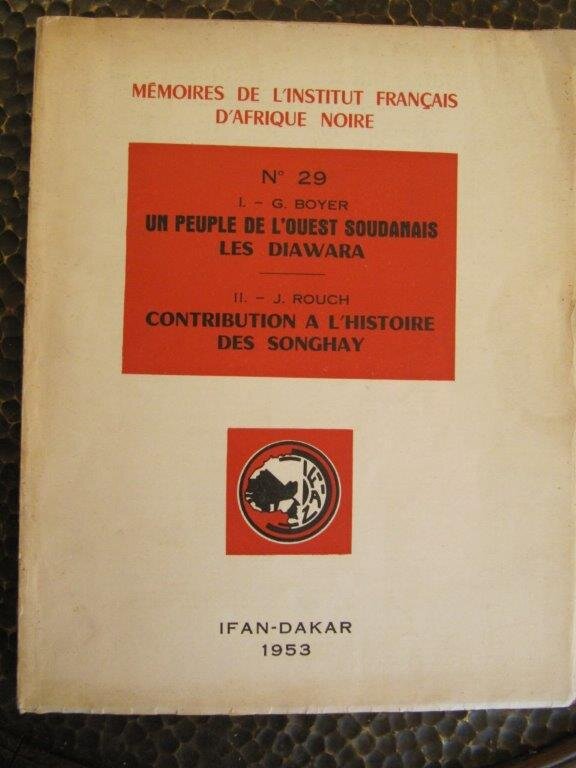 MÉMOIRES DE L'INSTITUT FRANÇAIS
D'AFRIQUE NOIRE
N° 29
I. - G. BOYER
UN PEUPLE DE L'OUEST SOUDANAIS
LES DIAWARA
II. - J. ROUCH
CONTRIBUTION A L'HISTOIRE
DES SONGHAY
IFAN
IFAN-DAKAR
1953